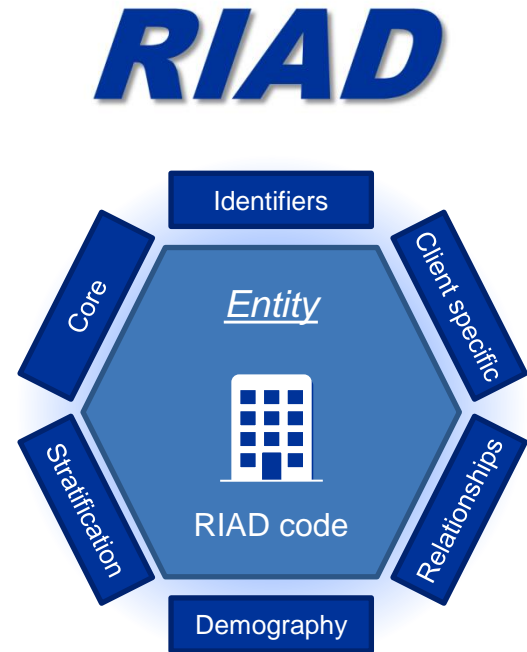 RIAD
Identifiers
Core
Client specific
Entity
RIAD code
Stratification
Relationships
Demography